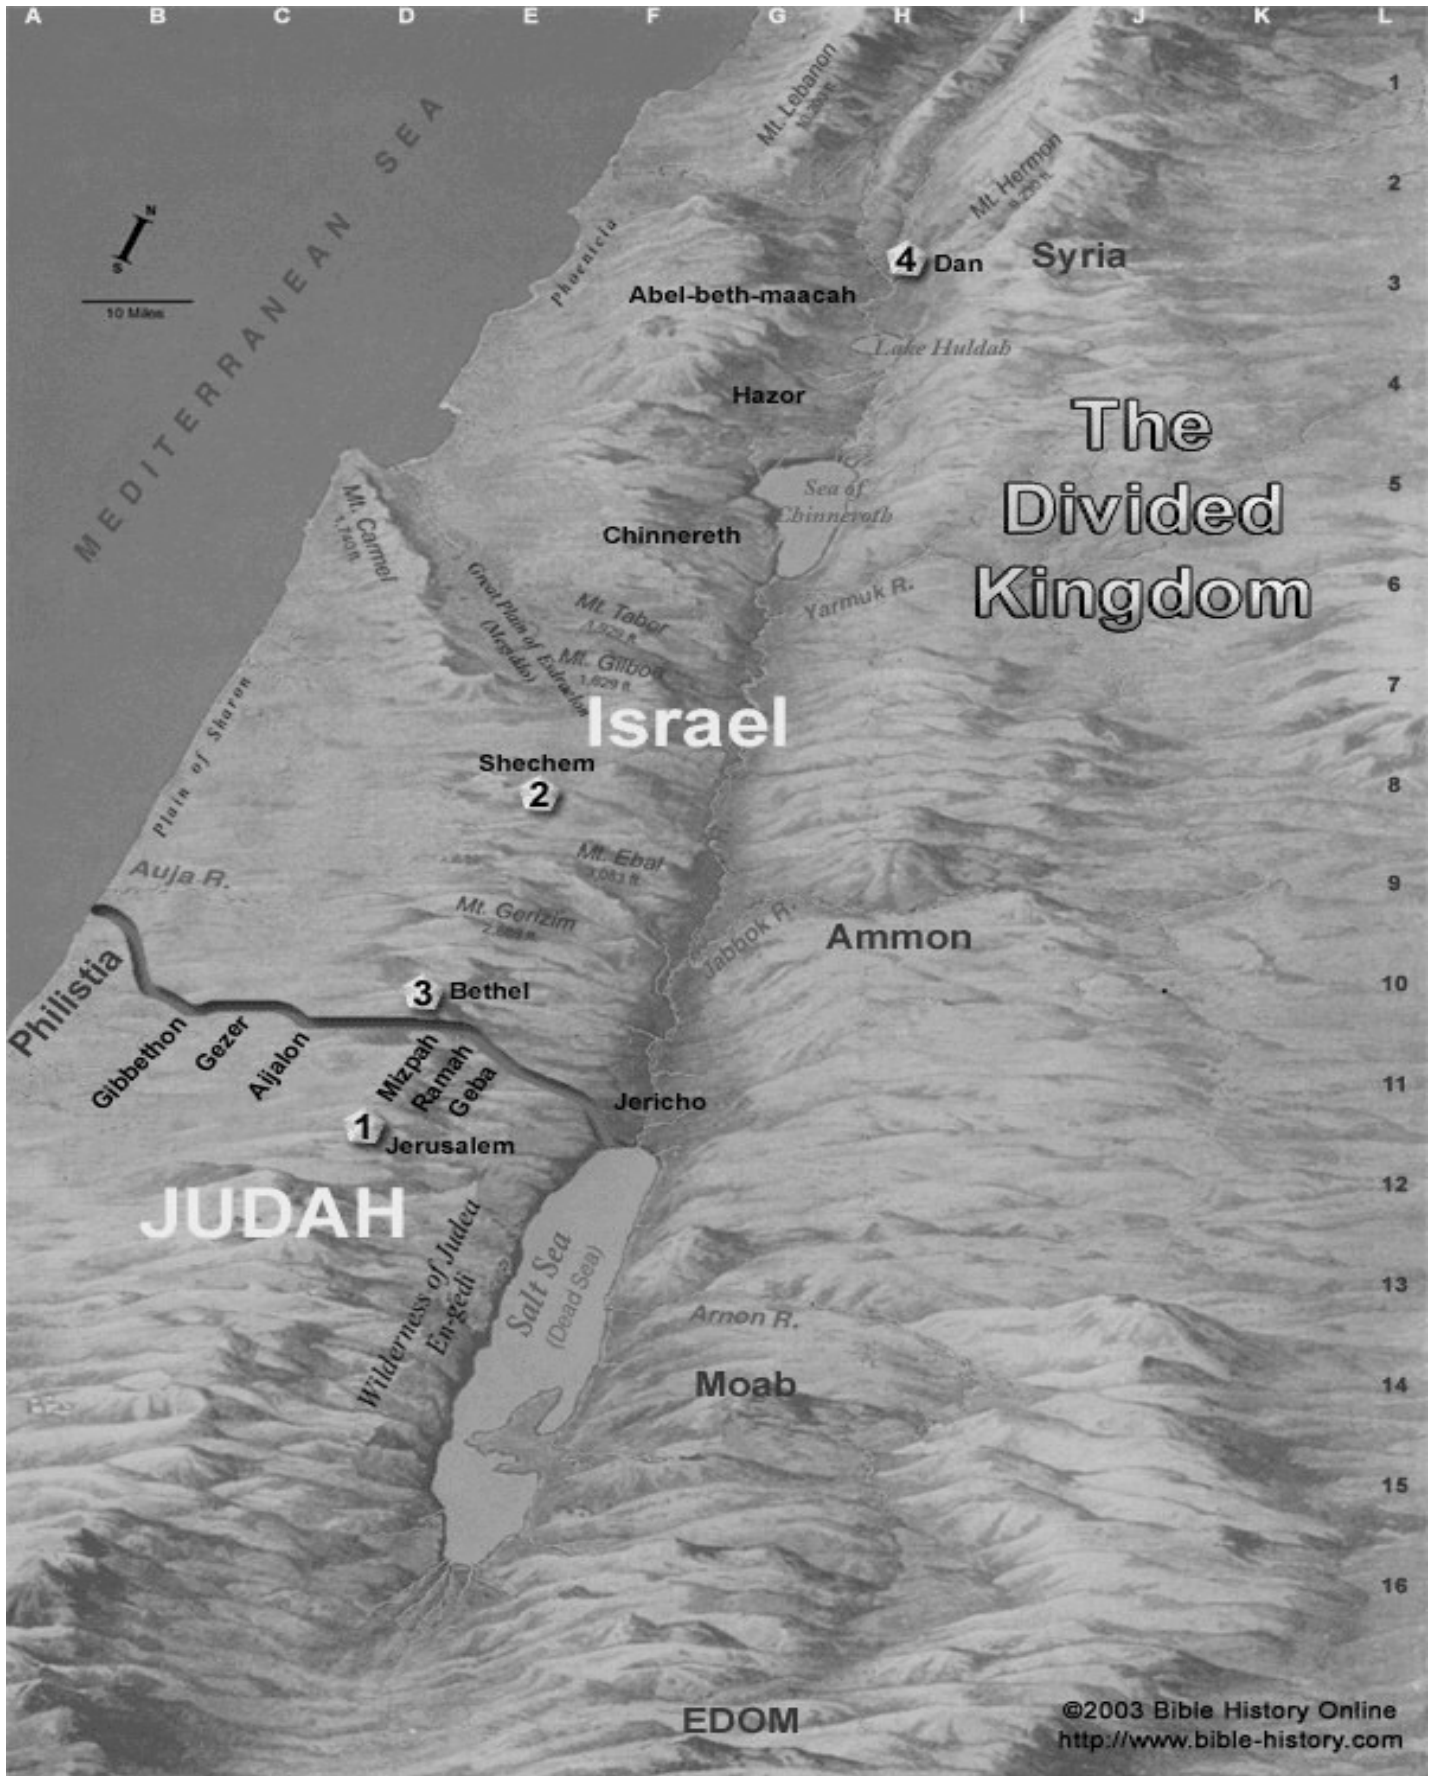 A B C D E F G H I J K L
1
2
3
4
5
6
7
8
9
10
11
12
13
14
15
16
MEDITERRANEAN SEA
N
S
10 Miles
Mt. Lebanon
Mt. Hermon
Phoenicia
4 Dan
Syria
Abel-beth-maacah
Lake Huldah
Hazor
The
Divided
Kingdom
Sea of
Chinneroth
Chinnereth
Mt. Carmel
Yarmuk R.
Great Plain of Esdraelon
(Megiddo)
Mt. Tabor
Mt. Gilboa
Israel
Plain of Sharon
Shechem
2
Mt. Ebal
Auja R.
Mt. Gerizim
Jabbok R.
Ammon
Philistia
3 Bethel
Gibbethon
Gezer
Aijalon
Mizpah
Ramah
Geba
Jericho
1
Jerusalem
JUDAH
Wilderness of Judea
En-gedi
Salt Sea
(Dead Sea)
Arnon R.
Moab
EDOM
©2003 Bible History Online
http://www.bible-history.com